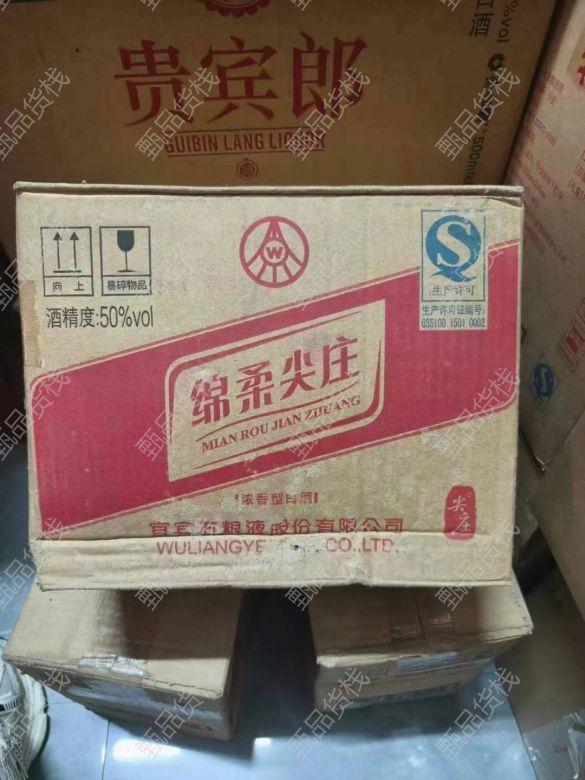 贵宾郎
GUIBIN LANG LIQUOR
%vol
500mlx
向上
易碎物品
酒精度:50%vol
W
S
生产许可
生产许可证编号:
QS5100 1501 0002
绵柔尖庄
MIAN ROU JIAN ZHUANG
浓香型白酒
尖庄
宜宾五粮液股份有限公司
WULIANGYE CO.,LTD.
甄品货栈